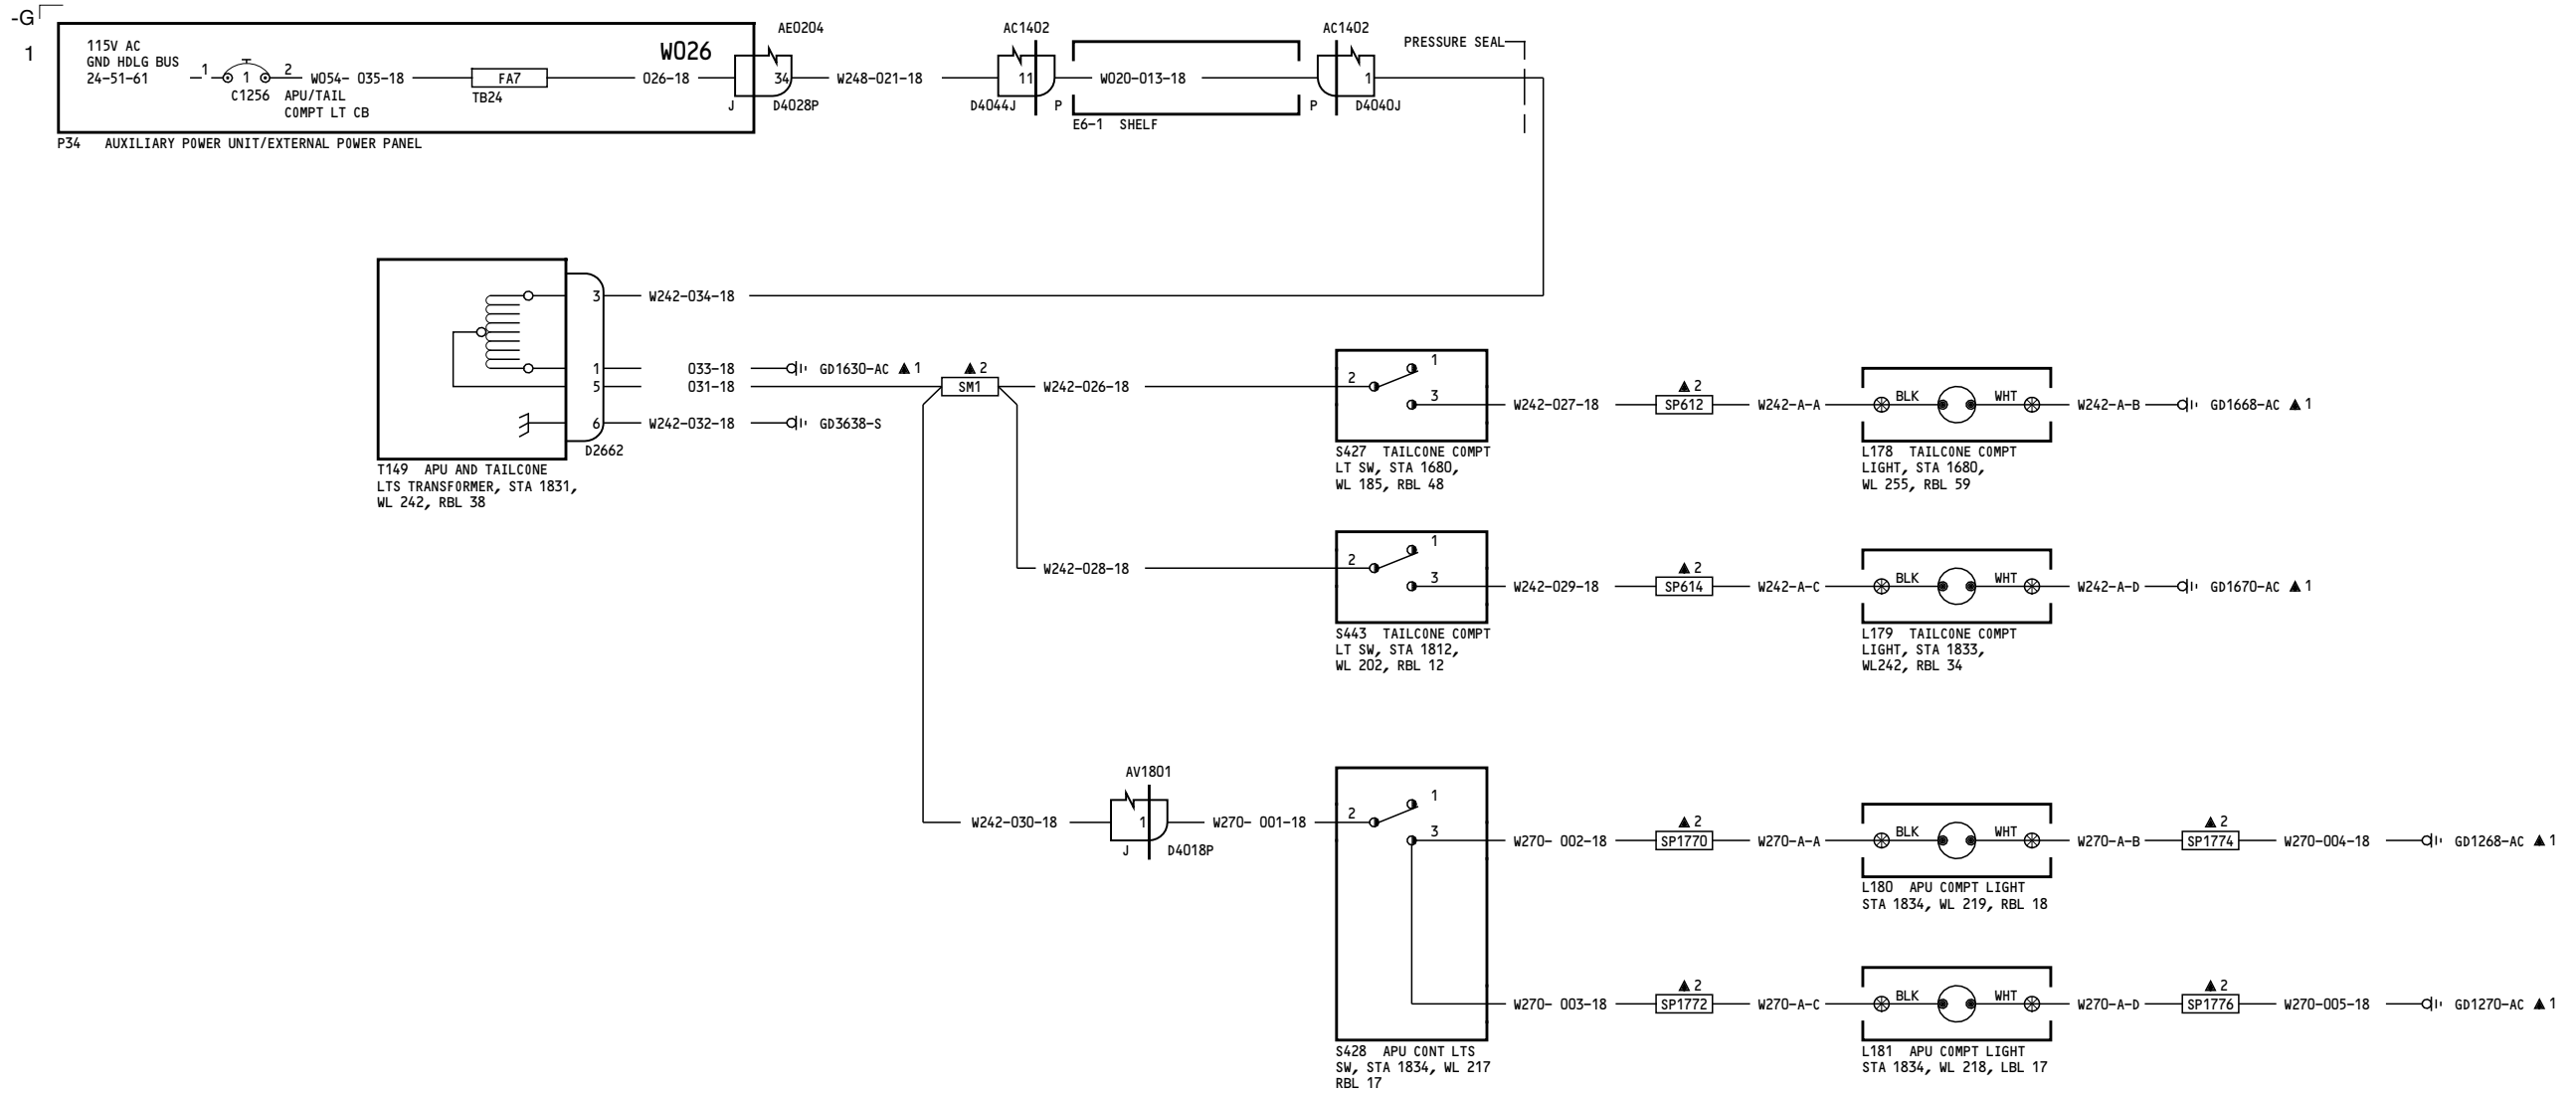 -G
1
115V AC
GND HDLG BUS
24-51-61
1
1
2
C1256
APU/TAIL
COMPT LT CB
W054- 035-18
FA7
TB24
W026
026-18
AE0204
34
J
D4028P
W248-021-18
AC1402
11
D4044J
P
W020-013-18
E6-1 SHELF
AC1402
1
P
D4040J
PRESSURE SEAL
P34 AUXILIARY POWER UNIT/EXTERNAL POWER PANEL
3
W242-034-18
1
033-18
GD1630-AC ▲ 1
5
031-18
6
W242-032-18
GD3638-S
D2662
T149 APU AND TAILCONE
LTS TRANSFORMER, STA 1831,
WL 242, RBL 38
▲ 2
SM1
W242-026-18
2
1
3
S427 TAILCONE COMPT
LT SW, STA 1680,
WL 185, RBL 48
W242-027-18
▲ 2
SP612
W242-A-A
BLK
WHT
W242-A-B
GD1668-AC ▲ 1
L178 TAILCONE COMPT
LIGHT, STA 1680,
WL 255, RBL 59
W242-028-18
2
1
3
S443 TAILCONE COMPT
LT SW, STA 1812,
WL 202, RBL 12
W242-029-18
▲ 2
SP614
W242-A-C
BLK
WHT
W242-A-D
GD1670-AC ▲ 1
L179 TAILCONE COMPT
LIGHT, STA 1833,
WL242, RBL 34
W242-030-18
AV1801
1
J
D4018P
W270- 001-18
2
1
3
S428 APU CONT LTS
SW, STA 1834, WL 217
RBL 17
W270- 002-18
▲ 2
SP1770
W270-A-A
BLK
WHT
W270-A-B
▲ 2
SP1774
W270-004-18
GD1268-AC ▲ 1
L180 APU COMPT LIGHT
STA 1834, WL 219, RBL 18
W270- 003-18
▲ 2
SP1772
W270-A-C
BLK
WHT
W270-A-D
▲ 2
SP1776
W270-005-18
GD1270-AC ▲ 1
L181 APU COMPT LIGHT
STA 1834, WL 218, LBL 17